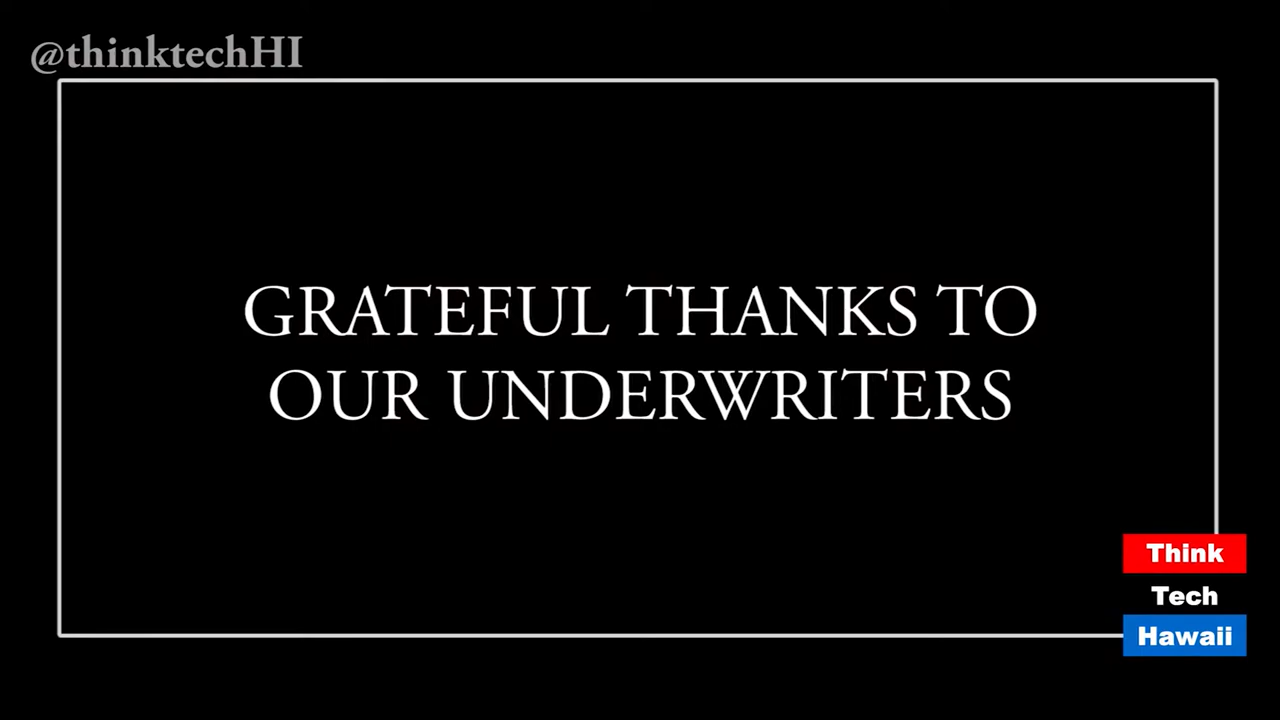 @thinktechHI
GRATEFUL THANKS TO
OUR UNDERWRITERS
Think
Tech
Hawaii